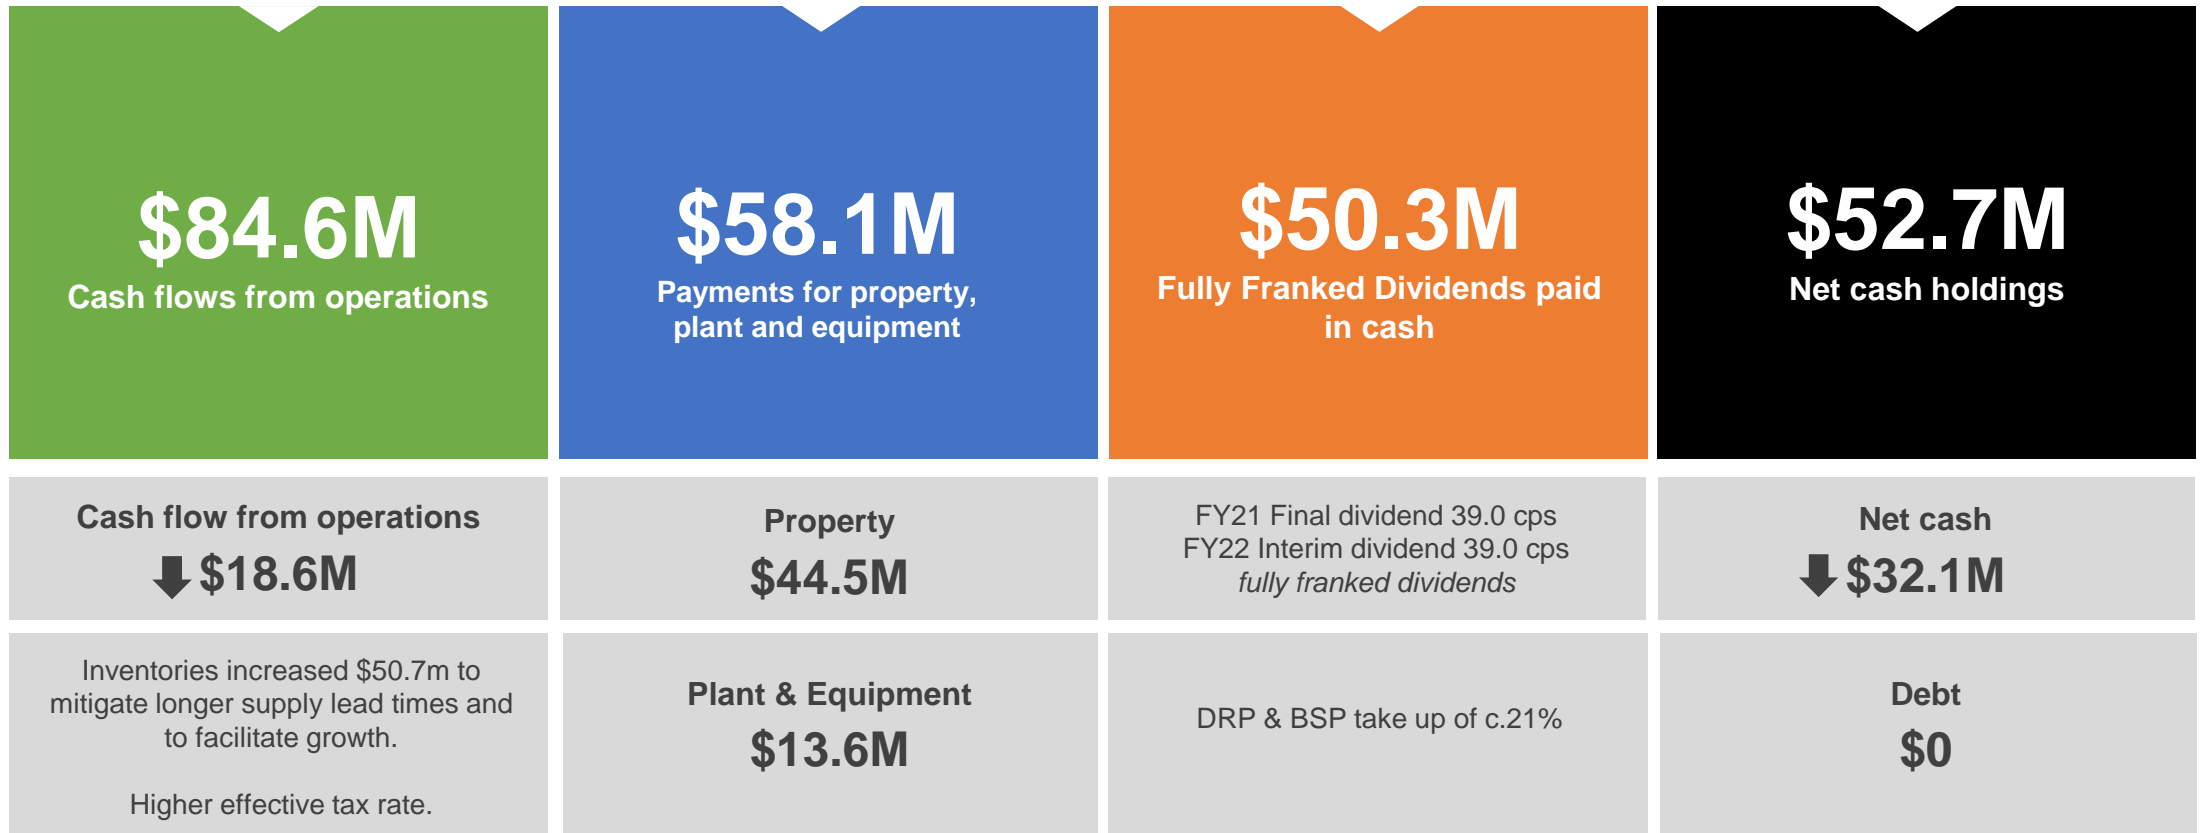 $84.6M
Cash flows from operations
$58.1M
Payments for property,
plant and equipment
$50.3M
Fully Franked Dividends paid
in cash
$52.7M
Net cash holdings
Cash flow from operations
$18.6M
Property
$44.5M
FY21 Final dividend 39.0 cps
FY22 Interim dividend 39.0 cps
fully franked dividends
Net cash
$32.1M
Inventories increased $50.7m to
mitigate longer supply lead times and
to facilitate growth.
Higher effective tax rate.
Plant & Equipment
$13.6M
DRP & BSP take up of c.21%
Debt
$0